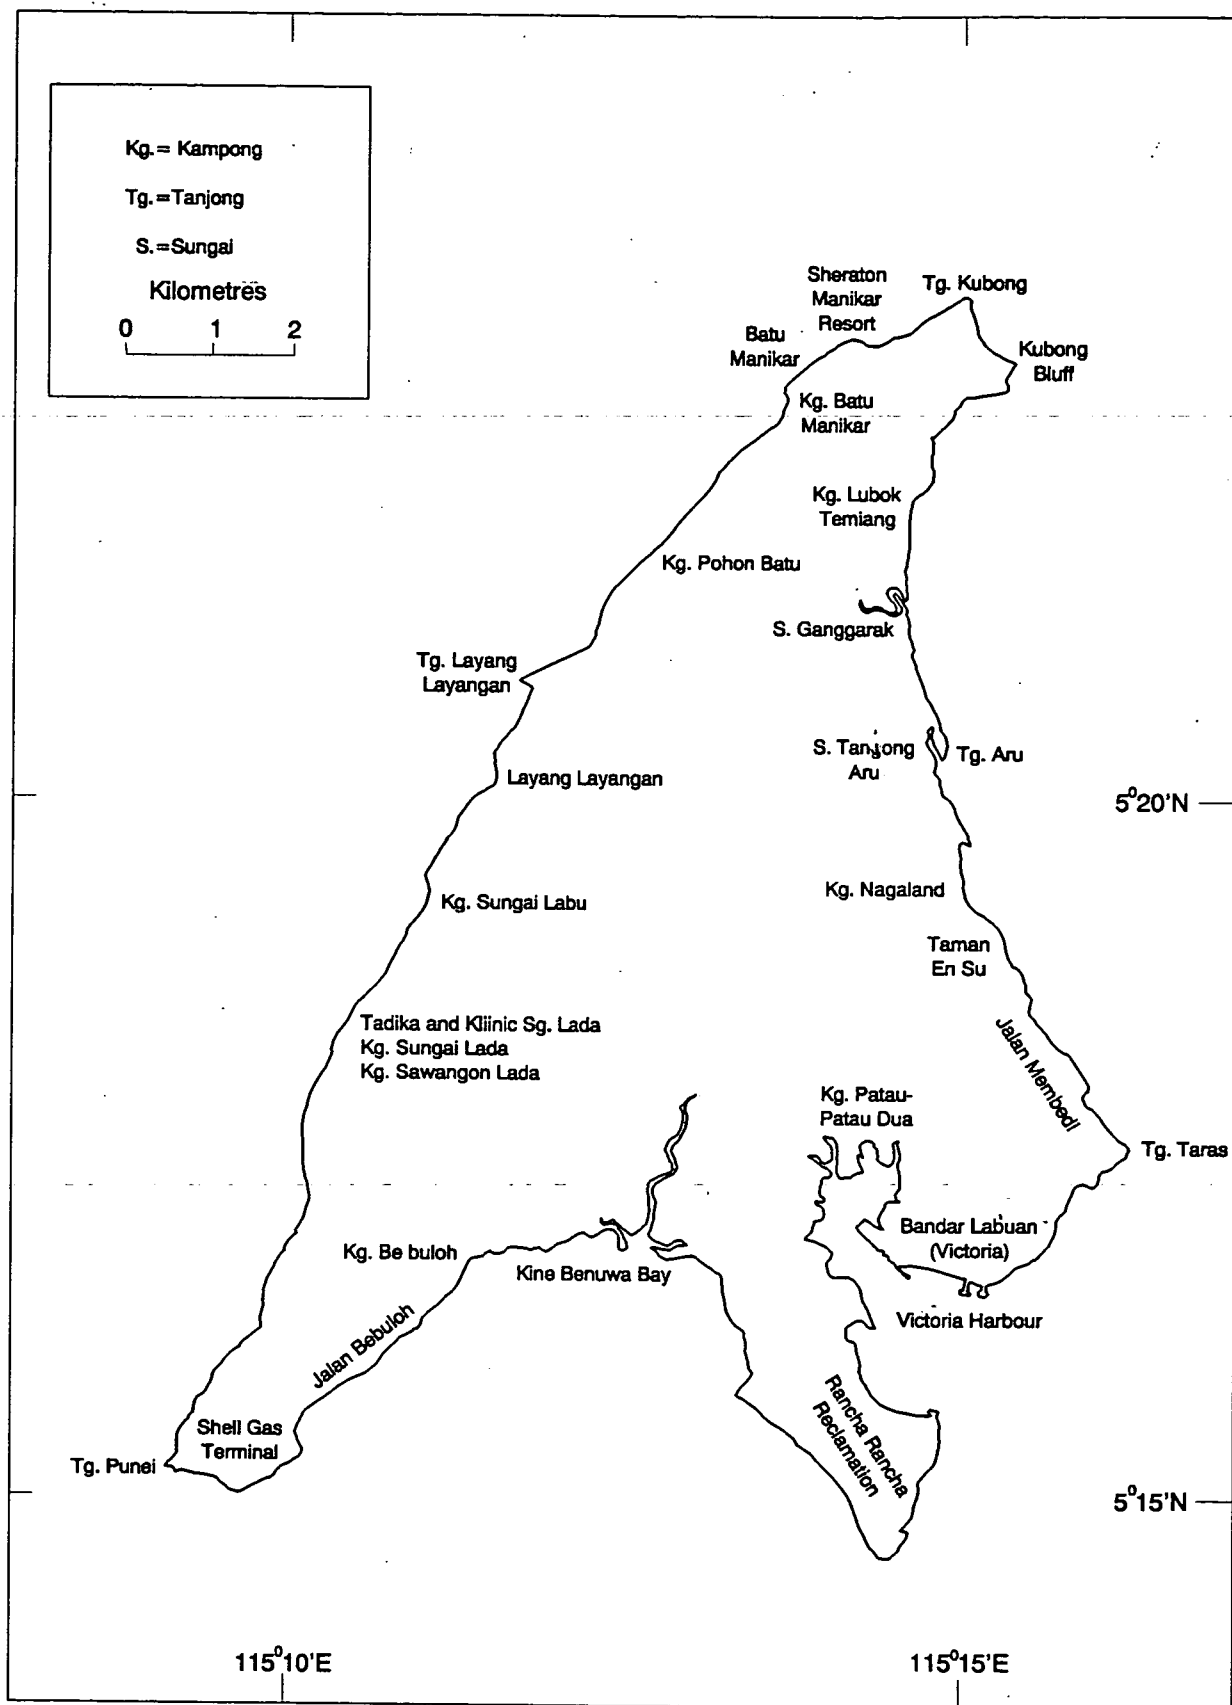 Kg.= Kampong
Tg.=Tanjong
S.=Sungai
Kilometres
0 1 2
Sheraton
Manikar
Resort
Tg. Kubong
Batu
Manikar
Kubong
Bluff
Kg. Batu
Manikar
Kg. Lubok
Temiang
Kg. Pohon Batu
S. Ganggarak
Tg. Layang
Layangan
S. Tanjong
Aru
Tg. Aru
Layang Layangan
5°20'N
Kg. Nagaland
Kg. Sungai Labu
Taman
En Su
Tadika and Kliinic Sg. Lada
Kg. Sungai Lada
Kg. Sawangon Lada
Jalan Membedi
Kg. Patau-
Patau Dua
Tg. Taras
Bandar Labuan
(Victoria)
Kg. Be buloh
Kine Benuwa Bay
Victoria Harbour
Jalan Bebuloh
Rancha Rancha
Reclamation
Shell Gas
Terminal
Tg. Punei
5°15'N
115°10'E
115°15'E